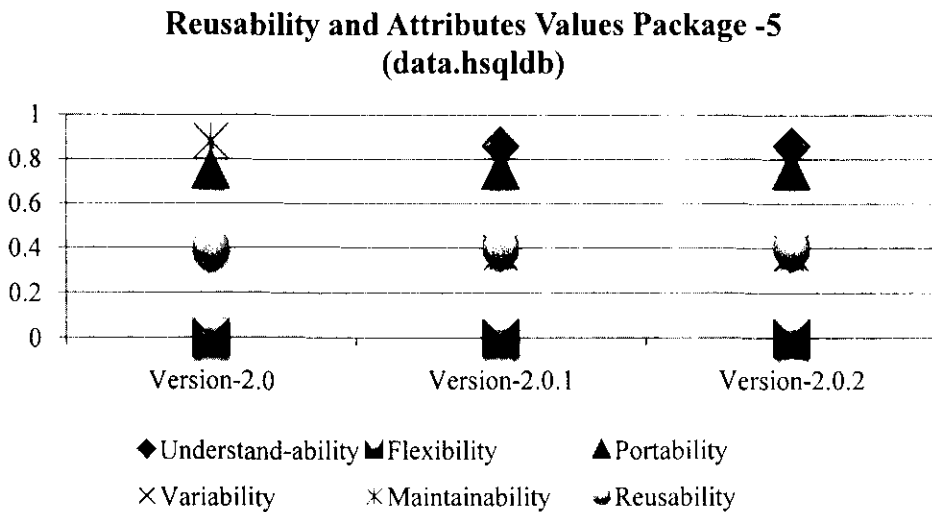 Reusability and Attributes Values Package -5
(data.hsqldb)
1
0.8
0.6
0.4
0.2
0
Version-2.0 Version-2.0.1 Version-2.0.2
Understand-ability Flexibility Portability
Variability Maintainability Reusability